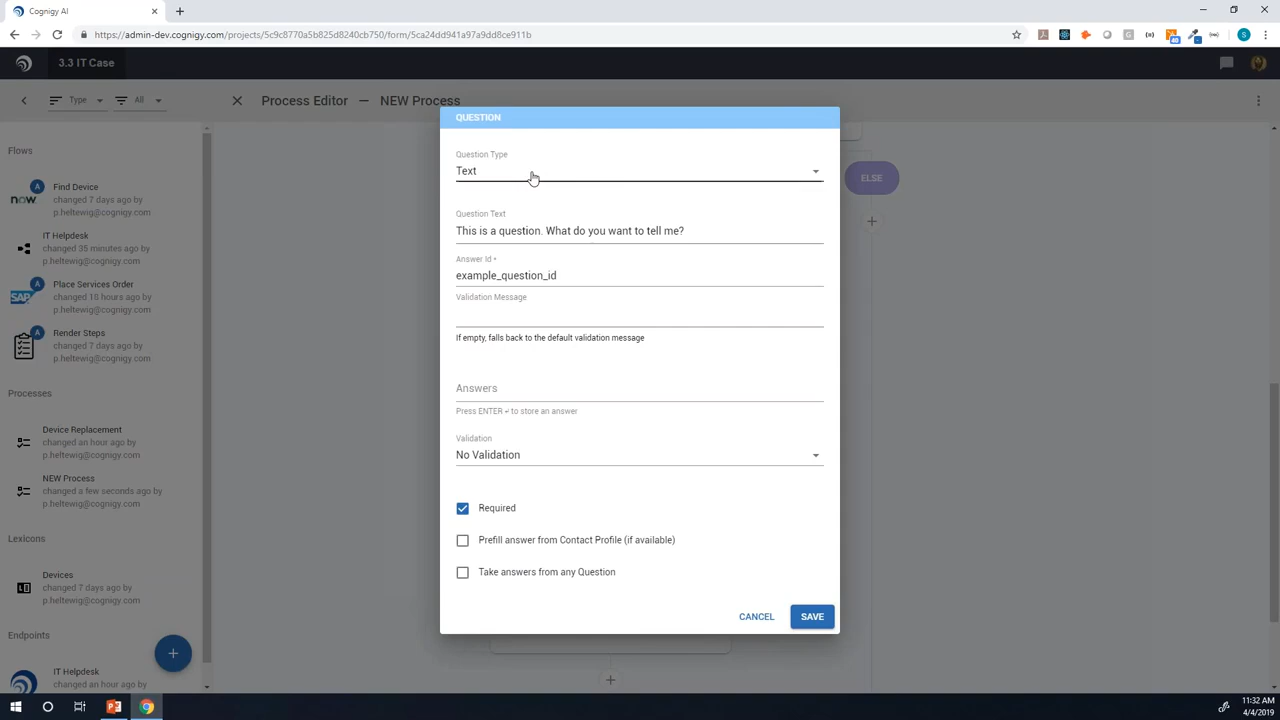 Cognigy AI
https://admin-dev.cognigy.com/projects/5c9c8770a5b825d8240cb750/form/5ca24dd941a97a9dd8ce911b
40
S
3.3 IT Case
Type
All
Process Editor — NEW Process
Flows
now
A
Find Device
changed 7 days ago by
p.heltewig@cognigy.com
IT Helpdesk
changed 35 minutes ago by
p.heltewig@cognigy.com
SAP
A
Place Services Order
changed 18 hours ago by
p.heltewig@cognigy.com
A
Render Steps
changed 7 days ago by
p.heltewig@cognigy.com
Processes
Device Replacement
changed an hour ago by
p.heltewig@cognigy.com
NEW Process
changed a few seconds ago by
p.heltewig@cognigy.com
Lexicons
Devices
changed 7 days ago by
p.heltewig@cognigy.com
Endpoints
IT Helpdesk
changed an hour ago by
QUESTION
Question Type
Text
Question Text
This is a question. What do you want to tell me?
Answer Id *
example_question_id
Validation Message
If empty, falls back to the default validation message
Answers
Press ENTER ↵ to store an answer
Validation
No Validation
Required
Prefill answer from Contact Profile (if available)
Take answers from any Question
CANCEL
SAVE
ELSE
11:32 AM
4/4/2019